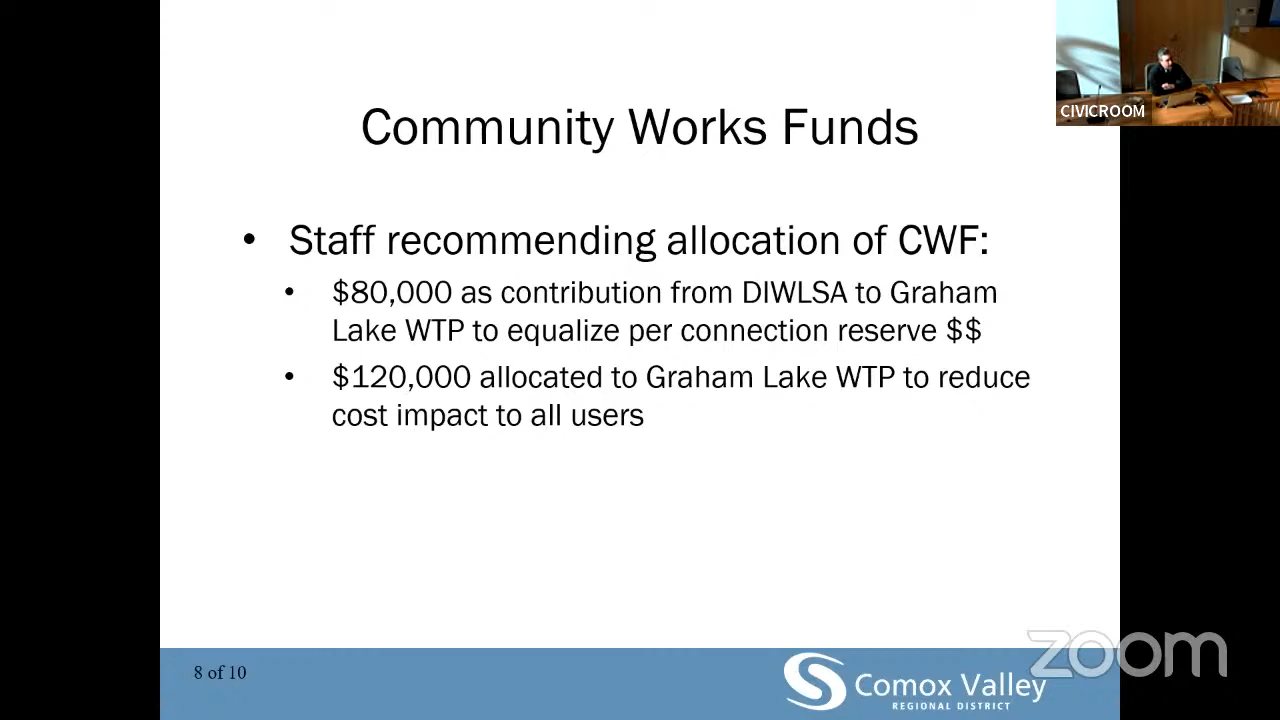 CIVICROOM
Community Works Funds
• Staff recommending allocation of CWF:
• $80,000 as contribution from DIWLSA to Graham
Lake WTP to equalize per connection reserve $$
• $120,000 allocated to Graham Lake WTP to reduce
cost impact to all users
8 of 10
Comox Valley
REGIONAL DISTRICT
zoom